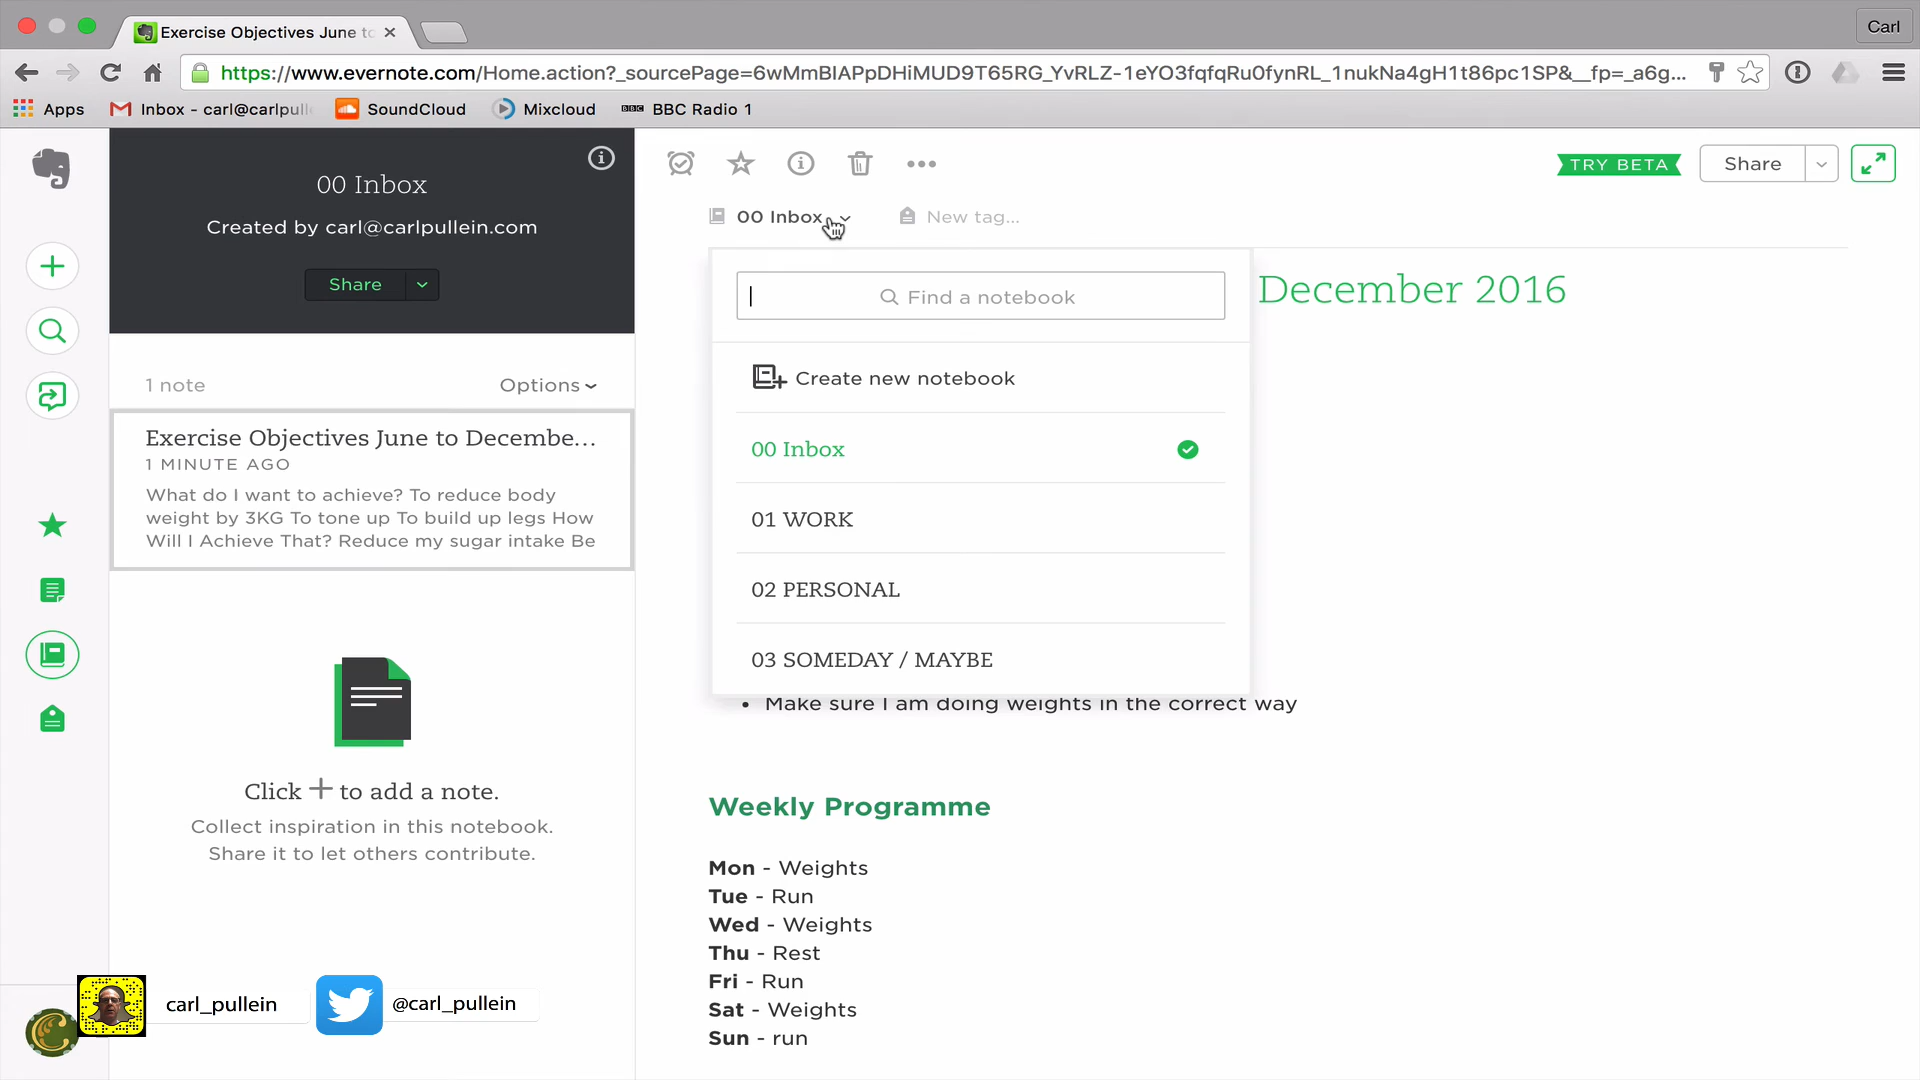 Exercise Objectives June to
Carl
https://www.evernote.com/Home.action?_sourcePage=6wMmBIAPpDHiMUD9T65RG_YvRLZ-1eYO3fqfqRu0fynRL_1nukNa4gH1t86pc1SP&__fp=_a6g...
Apps
Inbox - carl@carlpull
SoundCloud
Mixcloud
BBC
BBC Radio 1
00 Inbox
Created by carl@carlpullein.com
Share
1 note
Options
Exercise Objectives June to Decembe...
1 MINUTE AGO
What do I want to achieve? To reduce body
weight by 3KG To tone up To build up legs How
Will I Achieve That? Reduce my sugar intake Be
Click + to add a note.
Collect inspiration in this notebook.
Share it to let others contribute.
carl_pullein
@carl_pullein
TRY BETA
Share
00 Inbox
New tag...
December 2016
Find a notebook
Create new notebook
00 Inbox
01 WORK
02 PERSONAL
03 SOMEDAY / MAYBE
• Make sure I am doing weights in the correct way
Weekly Programme
Mon - Weights
Tue - Run
Wed - Weights
Thu - Rest
Fri - Run
Sat - Weights
Sun - run